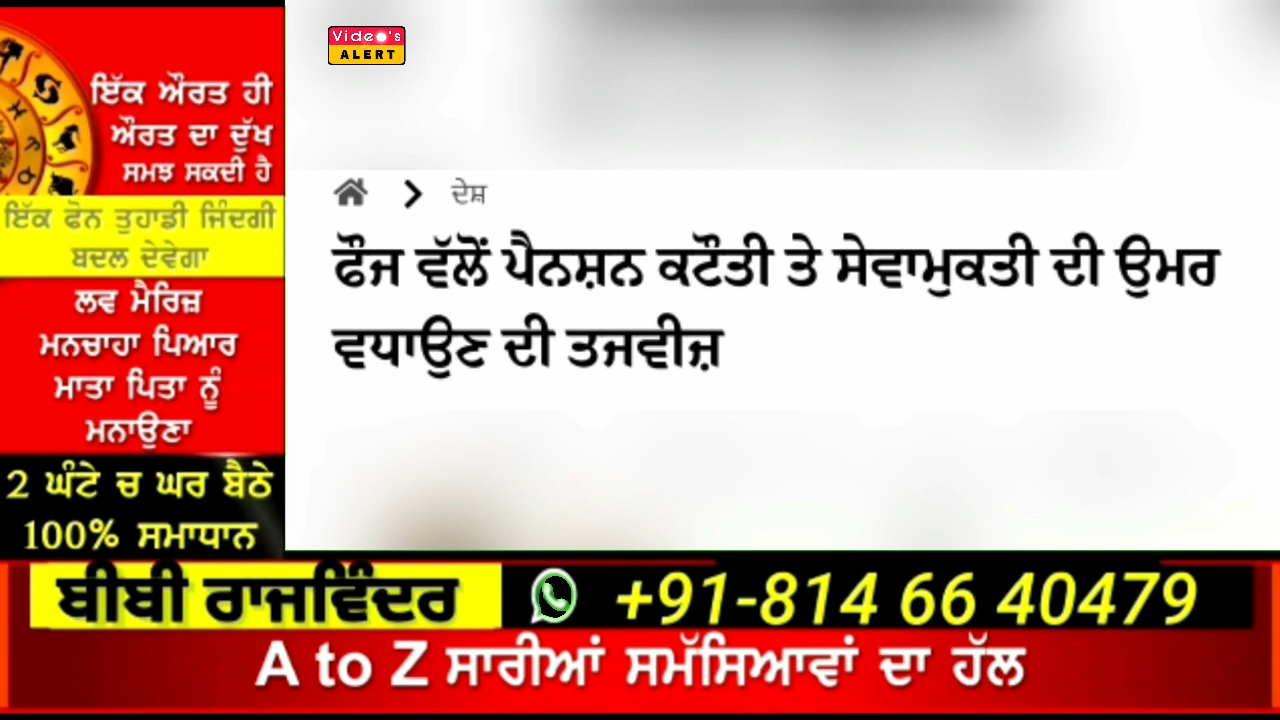 Video's
ALERT
ਇੱਕ ਔਰਤ ਹੀ
ਔਰਤ ਦਾ ਦੁੱਖ
ਸਮਝ ਸਕਦੀ ਹੈ
ਇੱਕ ਫੋਨ ਤੁਹਾਡੀ ਜਿੰਦਗੀ
ਬਦਲ ਦੇਵੇਗਾ
ਲਵ ਮੈਰਿਜ਼
ਮਨਚਾਹਾ ਪਿਆਰ
ਮਾਤਾ ਪਿਤਾ ਨੂੰ
ਮਨਾਉਣਾ
2 ਘੰਟੇ ਚ ਘਰ ਬੈਠੇ
100% ਸਮਾਧਾਨ
ਦੇਸ਼
ਫੌਜ ਵੱਲੋਂ ਪੈਨਸ਼ਨ ਕਟੌਤੀ ਤੇ ਸੇਵਾਮੁਕਤੀ ਦੀ ਉਮਰ
ਵਧਾਉਣ ਦੀ ਤਜਵੀਜ਼
ਬੀਬੀ ਰਾਜਵਿੰਦਰ +91-814 66 40479
A to Z ਸਾਰੀਆਂ ਸਮੱਸਿਆਵਾਂ ਦਾ ਹੱਲ